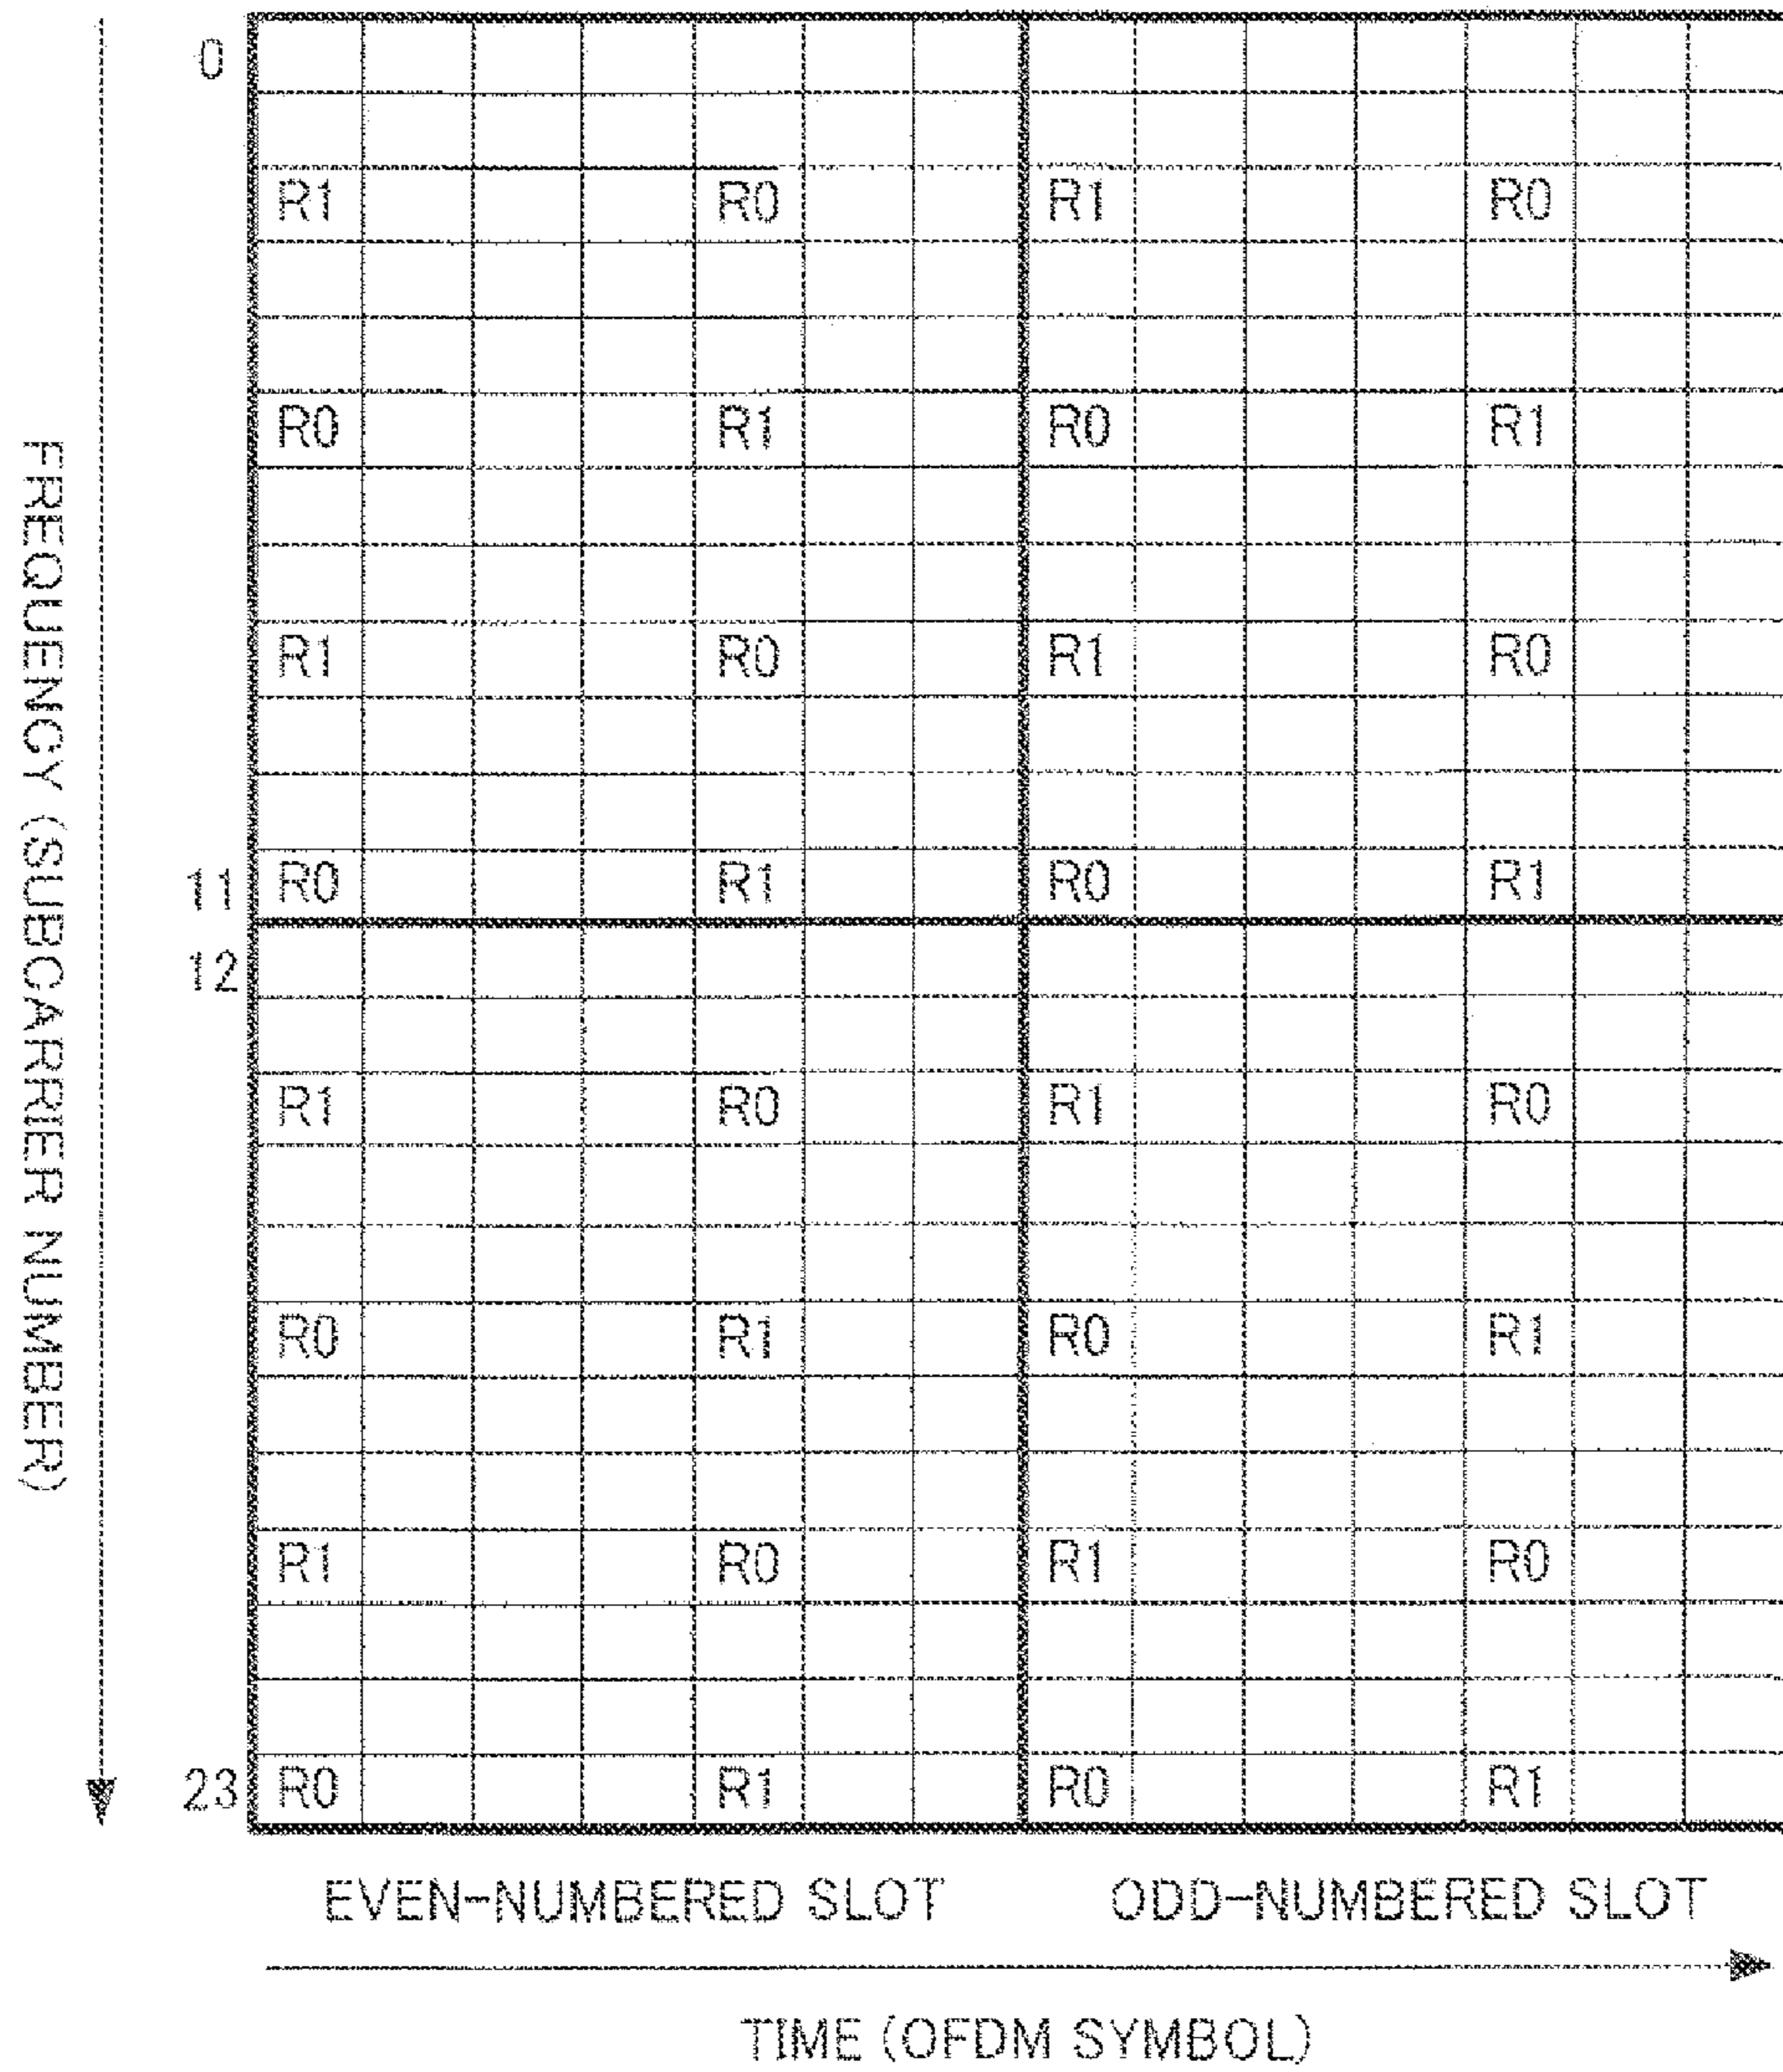 0
R1 R0 R1 R0
R0 R1 R0 R1
R1 R0 R1 R0
11 R0 R1 R0 R1
12
R1 R0 R1 R0
R0 R1 R0 R1
R1 R0 R1 R0
23 R0 R1 R0 R1
FREQUENCY (SUBCARRIER NUMBER)
EVEN-NUMBERED SLOT ODD-NUMBERED SLOT
TIME (OFDM SYMBOL)